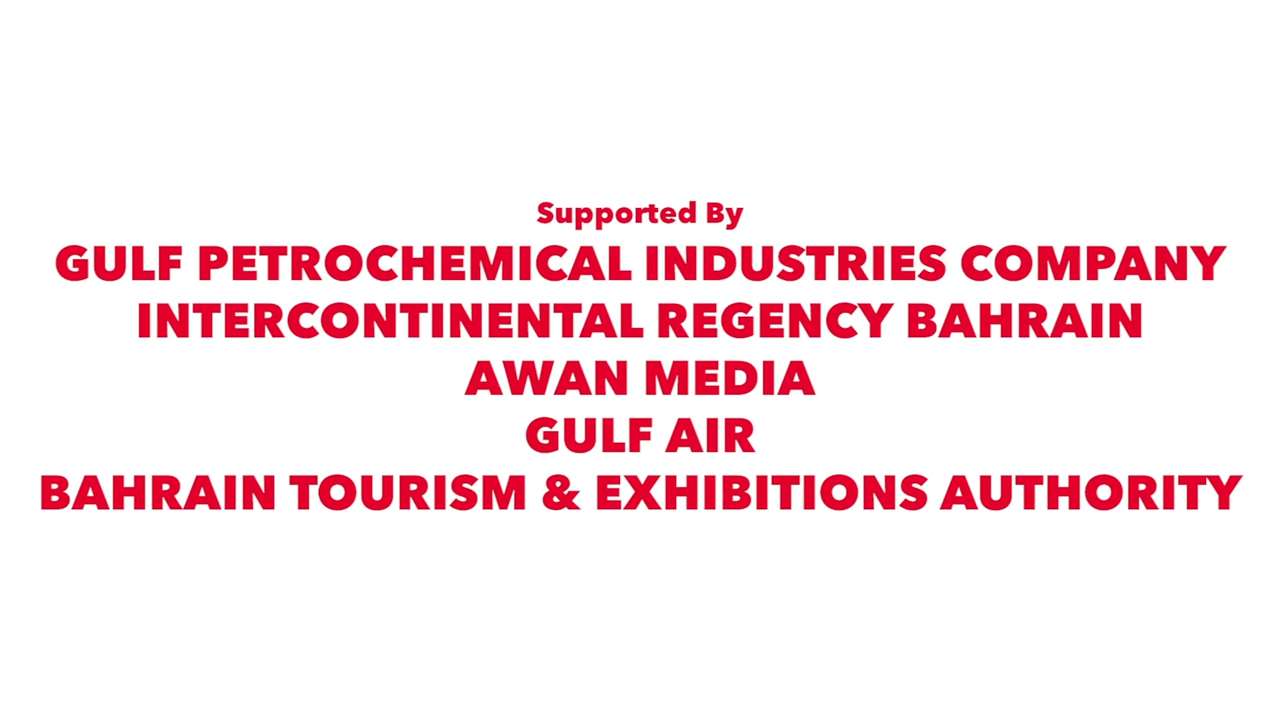 Supported By
GULF PETROCHEMICAL INDUSTRIES COMPANY
INTERCONTINENTAL REGENCY BAHRAIN
AWAN MEDIA
GULF AIR
BAHRAIN TOURISM & EXHIBITIONS AUTHORITY